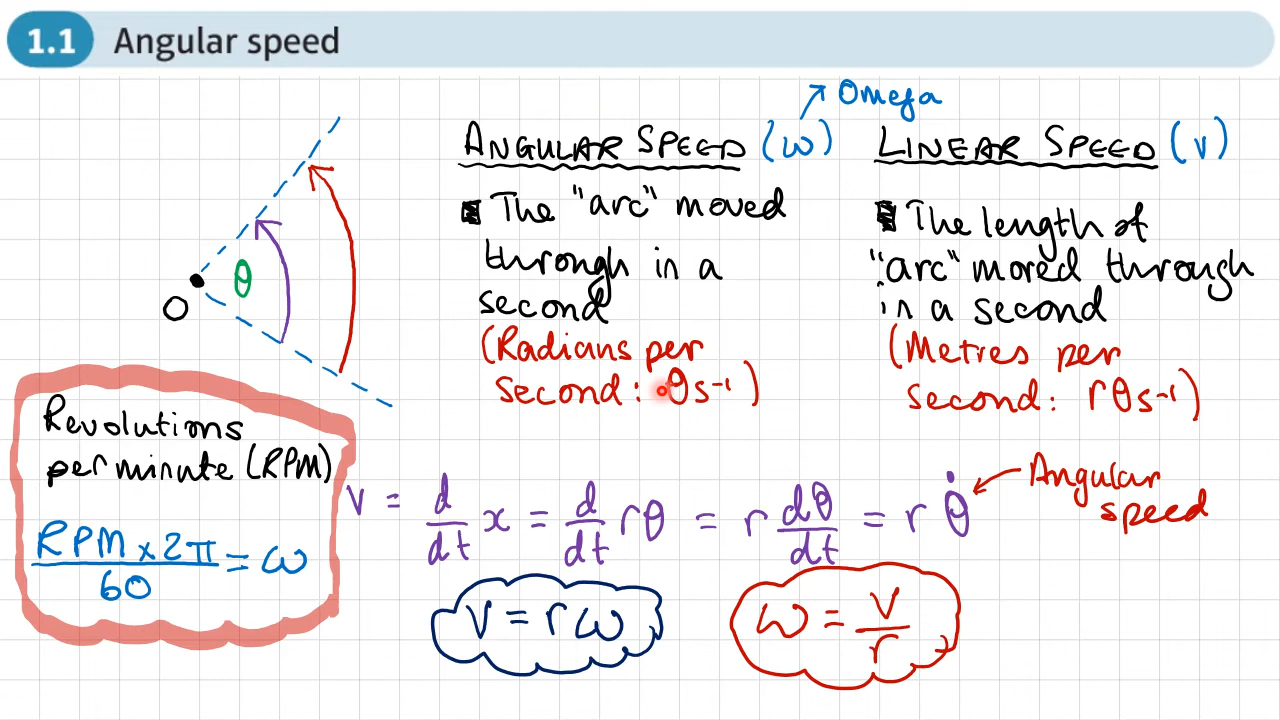 1.1 Angular speed
Omega
ANGULAR SPEED (ω)
The "arc" moved
through in a
second
(Radians per
second: θs⁻¹)
LINEAR SPEED (v)
The length of
"arc" moved through
in a second
(Metres per
second: rθs⁻¹)
θ
O
Revolutions
per minute (RPM)
RPM × 2π / 60 = ω
v = d/dt x = d/dt rθ = r dθ/dt = r θ̇
Angular
speed
v = rω
ω = v/r